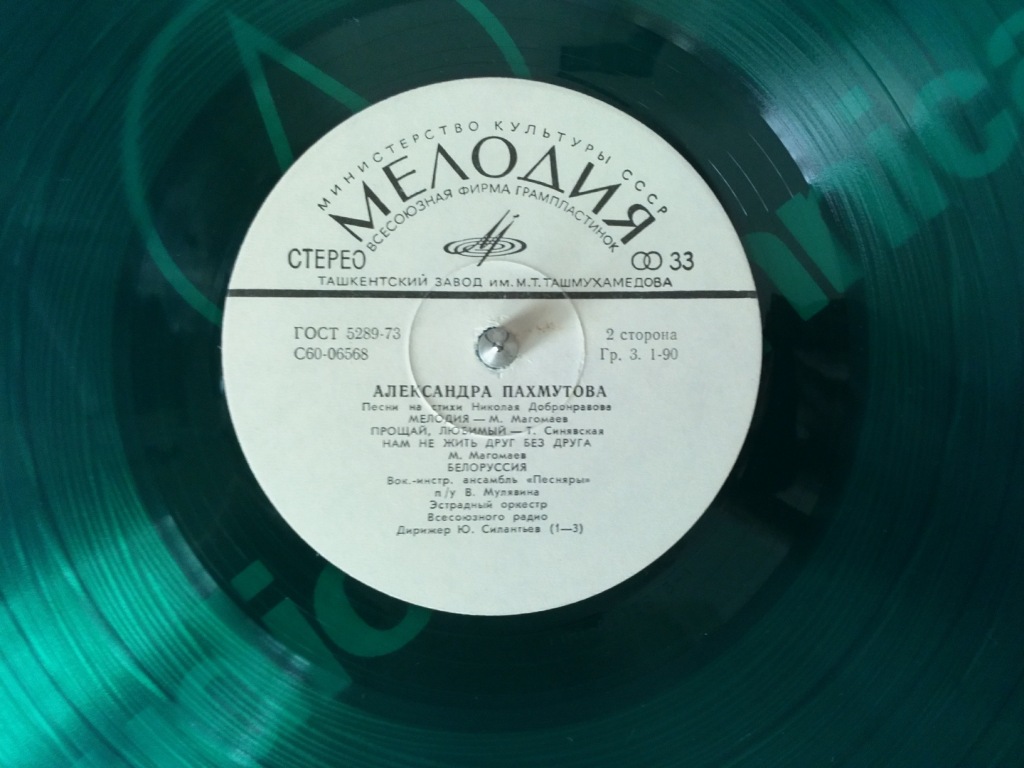 МИНИСТЕРСТВО КУЛЬТУРЫ СССР
МЕЛОДИЯ
ВСЕСОЮЗНАЯ ФИРМА ГРАМПЛАСТИНОК
СТЕРЕО 33
ТАШКЕНТСКИЙ ЗАВОД ИМ. М. Т. ТАШМУХАМЕДОВА
ГОСТ 5289-73 2 сторона
С60-06568 Гр. 3. 1-90
АЛЕКСАНДРА ПАХМУТОВА
Песни на стихи Николая Добронравова
МЕЛОДИЯ — М. Магомаев
ПРОЩАЙ, ЛЮБИМЫЙ — Т. Синявская
НАМ НЕ ЖИТЬ ДРУГ БЕЗ ДРУГА
М. Магомаев
БЕЛОРУССИЯ
Вок.-инстр. ансамбль «Песняры»
п/у В. Мулявина
Эстрадный оркестр
Всесоюзного радио
Дирижер Ю. Силантьев (1—3)